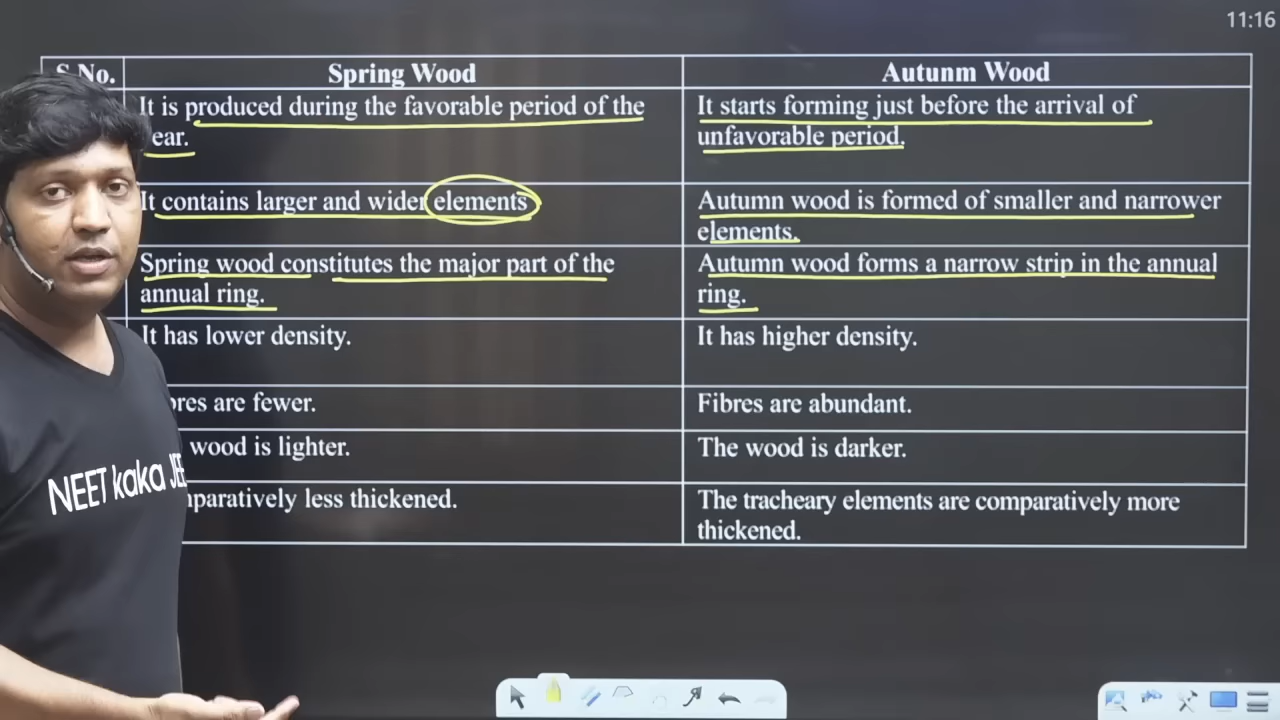 11:16
S.No. Spring Wood Autunm Wood
It is produced during the favorable period of the
ear.
It starts forming just before the arrival of
unfavorable period.
It contains larger and wider elements
Autumn wood is formed of smaller and narrower
elements.
Spring wood constitutes the major part of the
annual ring.
Autumn wood forms a narrow strip in the annual
ring.
It has lower density.
It has higher density.
bres are fewer.
Fibres are abundant.
wood is lighter.
The wood is darker.
mparatively less thickened.
The tracheary elements are comparatively more
thickened.
NEET kaka JEE